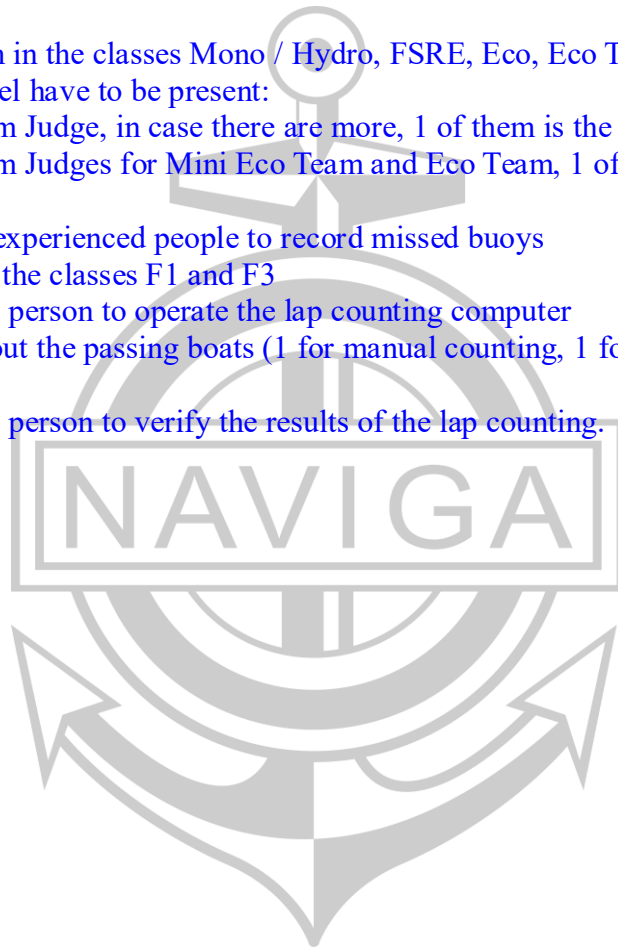 in the classes Mono / Hydro, FSRE, Eco, Eco T
el have to be present:
m Judge, in case there are more, 1 of them is the
m Judges for Mini Eco Team and Eco Team, 1 of
experienced people to record missed buoys
the classes F1 and F3
person to operate the lap counting computer
out the passing boats (1 for manual counting, 1 fo
person to verify the results of the lap counting.
NAVIGA